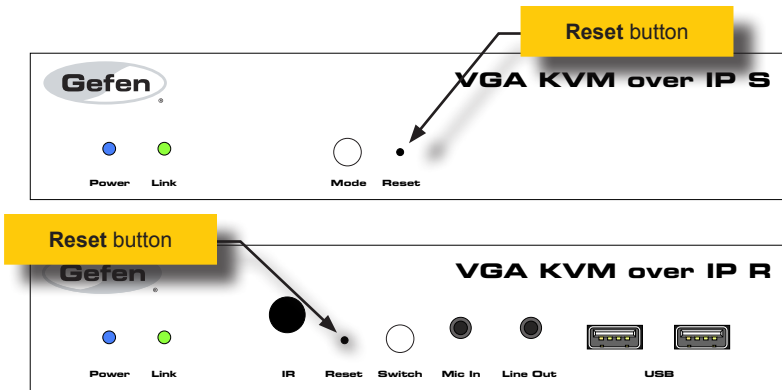 Reset button
Gefen
®
VGA KVM over IP S
Power Link Mode Reset
Reset button
Gefen
®
VGA KVM over IP R
Power Link IR Reset Switch Mic In Line Out USB